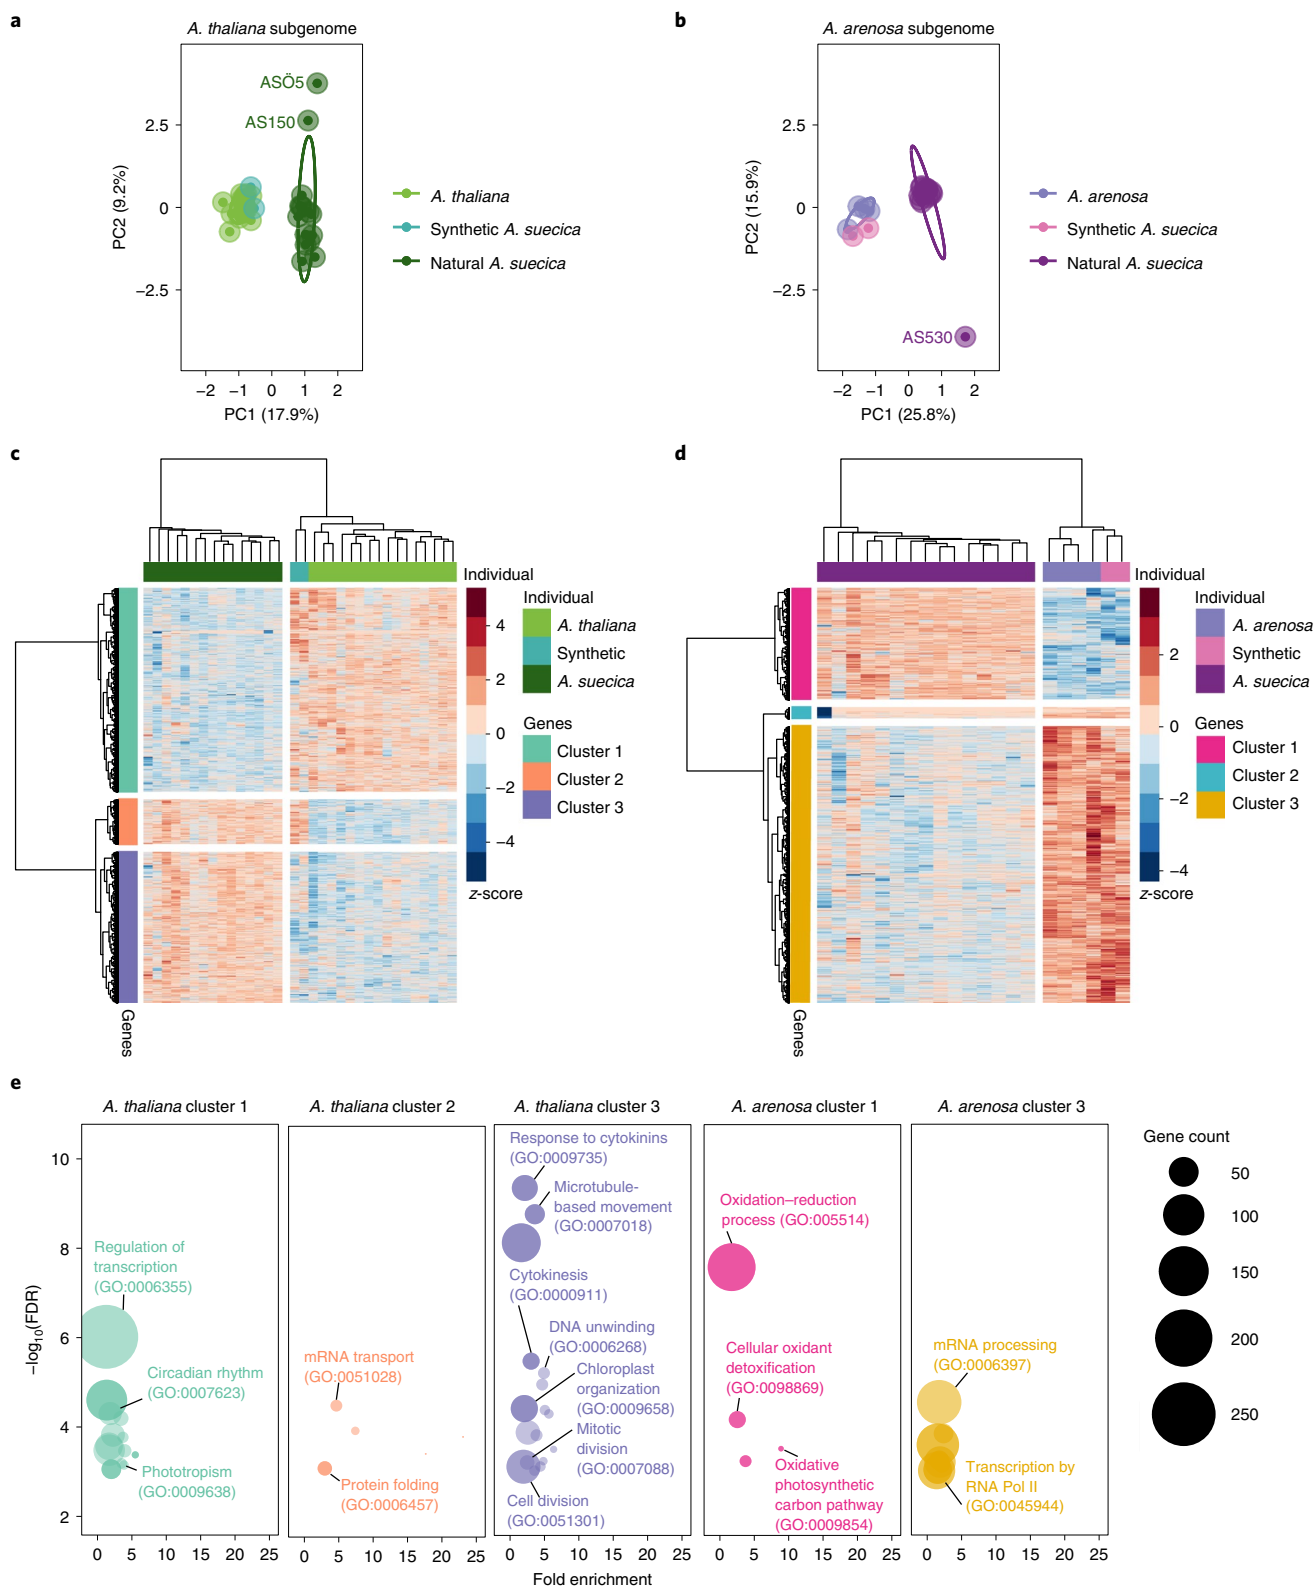 a
A. thaliana subgenome
ASÖ5
AS150
2.5
0
−2.5
PC2 (9.2%)
−2 −1 0 1 2
PC1 (17.9%)
A. thaliana
Synthetic A. suecica
Natural A. suecica
b
A. arenosa subgenome
2.5
0
−2.5
PC2 (15.9%)
AS530
−2 −1 0 1 2
PC1 (25.8%)
A. arenosa
Synthetic A. suecica
Natural A. suecica
c
Individual
4
2
0
−2
−4
z-score
Individual
A. thaliana
Synthetic
A. suecica
Genes
Cluster 1
Cluster 2
Cluster 3
Genes
d
Individual
2
0
−2
−4
z-score
Individual
A. arenosa
Synthetic
A. suecica
Genes
Cluster 1
Cluster 2
Cluster 3
Genes
e
−log10(FDR)
10
8
6
4
2
A. thaliana cluster 1
Regulation of
transcription
(GO:0006355)
Circadian rhythm
(GO:0007623)
Phototropism
(GO:0009638)
0 5 10 15 20 25
A. thaliana cluster 2
mRNA transport
(GO:0051028)
Protein folding
(GO:0006457)
0 5 10 15 20 25
A. thaliana cluster 3
Response to cytokinins
(GO:0009735)
Microtubule-
based movement
(GO:0007018)
Cytokinesis
(GO:0000911)
DNA unwinding
(GO:0006268)
Chloroplast
organization
(GO:0009658)
Mitotic
division
(GO:0007088)
Cell division
(GO:0051301)
0 5 10 15 20 25
Fold enrichment
A. arenosa cluster 1
Oxidation–reduction
process (GO:005514)
Cellular oxidant
detoxification
(GO:0098869)
Oxidative
photosynthetic
carbon pathway
(GO:0009854)
0 5 10 15 20 25
A. arenosa cluster 3
mRNA processing
(GO:0006397)
Transcription by
RNA Pol II
(GO:0045944)
0 5 10 15 20 25
Gene count
50
100
150
200
250